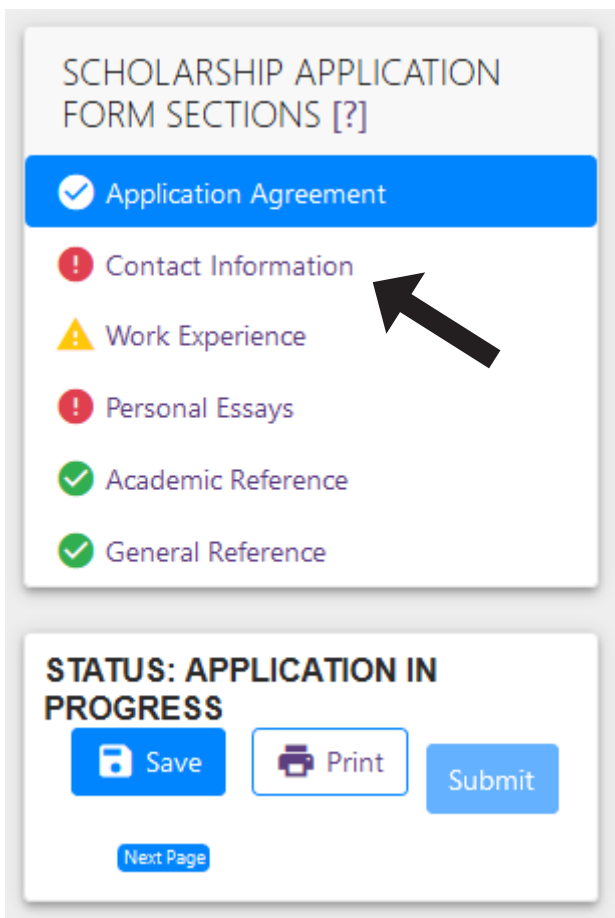 SCHOLARSHIP APPLICATION
FORM SECTIONS [?]
Application Agreement
Contact Information
Work Experience
Personal Essays
Academic Reference
General Reference
STATUS: APPLICATION IN
PROGRESS
Save
Print
Submit
Next Page